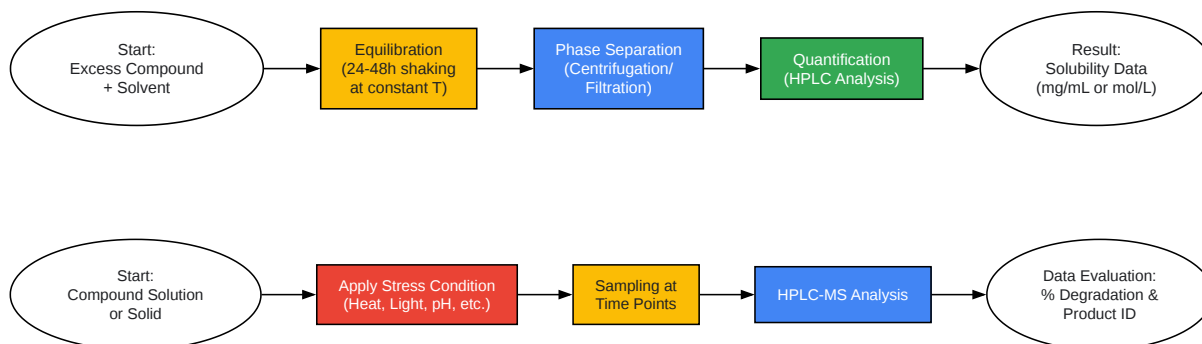 Start:
Excess Compound
+ Solvent
Equilibration
(24-48h shaking
at constant T)
Phase Separation
(Centrifugation/
Filtration)
Quantification
(HPLC Analysis)
Result:
Solubility Data
(mg/mL or mol/L)
Start:
Compound Solution
or Solid
Apply Stress Condition
(Heat, Light, pH, etc.)
Sampling at
Time Points
HPLC-MS Analysis
Data Evaluation:
% Degradation &
Product ID